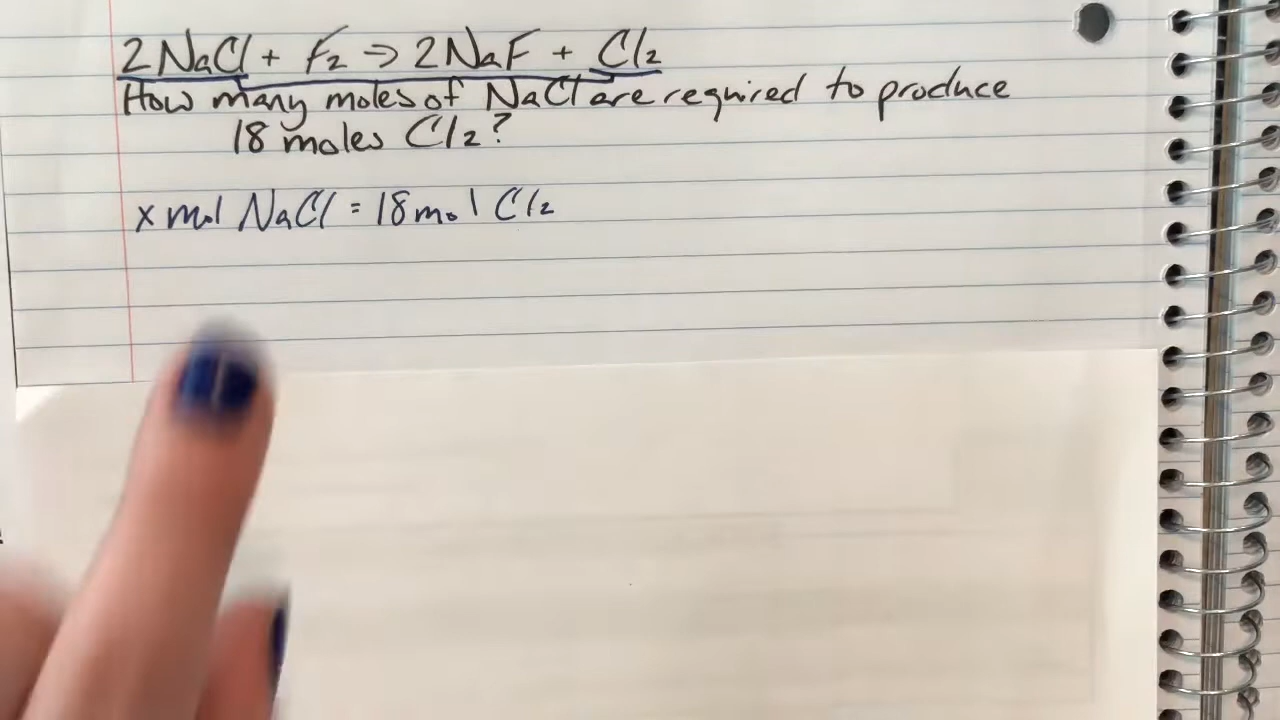 2NaCl + F2 → 2NaF + Cl2
How many moles of NaCl are required to produce
18 moles Cl2?
x mol NaCl = 18 mol Cl2